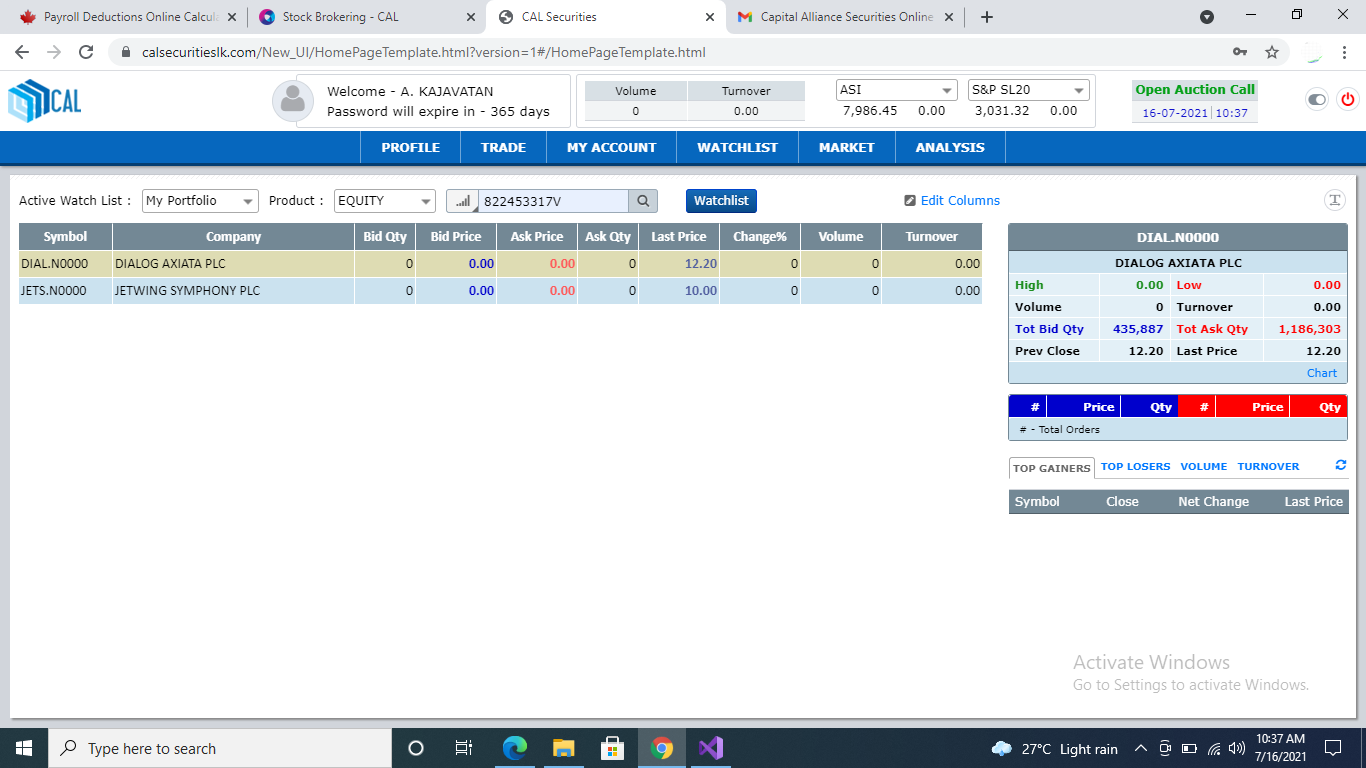 Payroll Deductions Online Calcula
Stock Brokering - CAL
CAL Securities
Capital Alliance Securities Online
calsecuritieslk.com/New_UI/HomePageTemplate.html?version=1#/HomePageTemplate.html
CAL
Welcome - A. KAJAVATAN
Password will expire in - 365 days
Volume Turnover
0 0.00
ASI S&P SL20
7,986.45 0.00 3,031.32 0.00
Open Auction Call
16-07-2021 10:37
PROFILE TRADE MY ACCOUNT WATCHLIST MARKET ANALYSIS
Active Watch List : My Portfolio Product : EQUITY 822453317V Watchlist Edit Columns
Symbol Company Bid Qty Bid Price Ask Price Ask Qty Last Price Change% Volume Turnover
DIAL.N0000 DIALOG AXIATA PLC 0 0.00 0.00 0 12.20 0 0 0.00
JETS.N0000 JETWING SYMPHONY PLC 0 0.00 0.00 0 10.00 0 0 0.00
DIAL.N0000
DIALOG AXIATA PLC
High 0.00 Low 0.00
Volume 0 Turnover 0.00
Tot Bid Qty 435,887 Tot Ask Qty 1,186,303
Prev Close 12.20 Last Price 12.20
Chart
# Price Qty # Price Qty
# - Total Orders
TOP GAINERS TOP LOSERS VOLUME TURNOVER
Symbol Close Net Change Last Price
Activate Windows
Go to Settings to activate Windows.
Type here to search
27°C Light rain
10:37 AM
7/16/2021